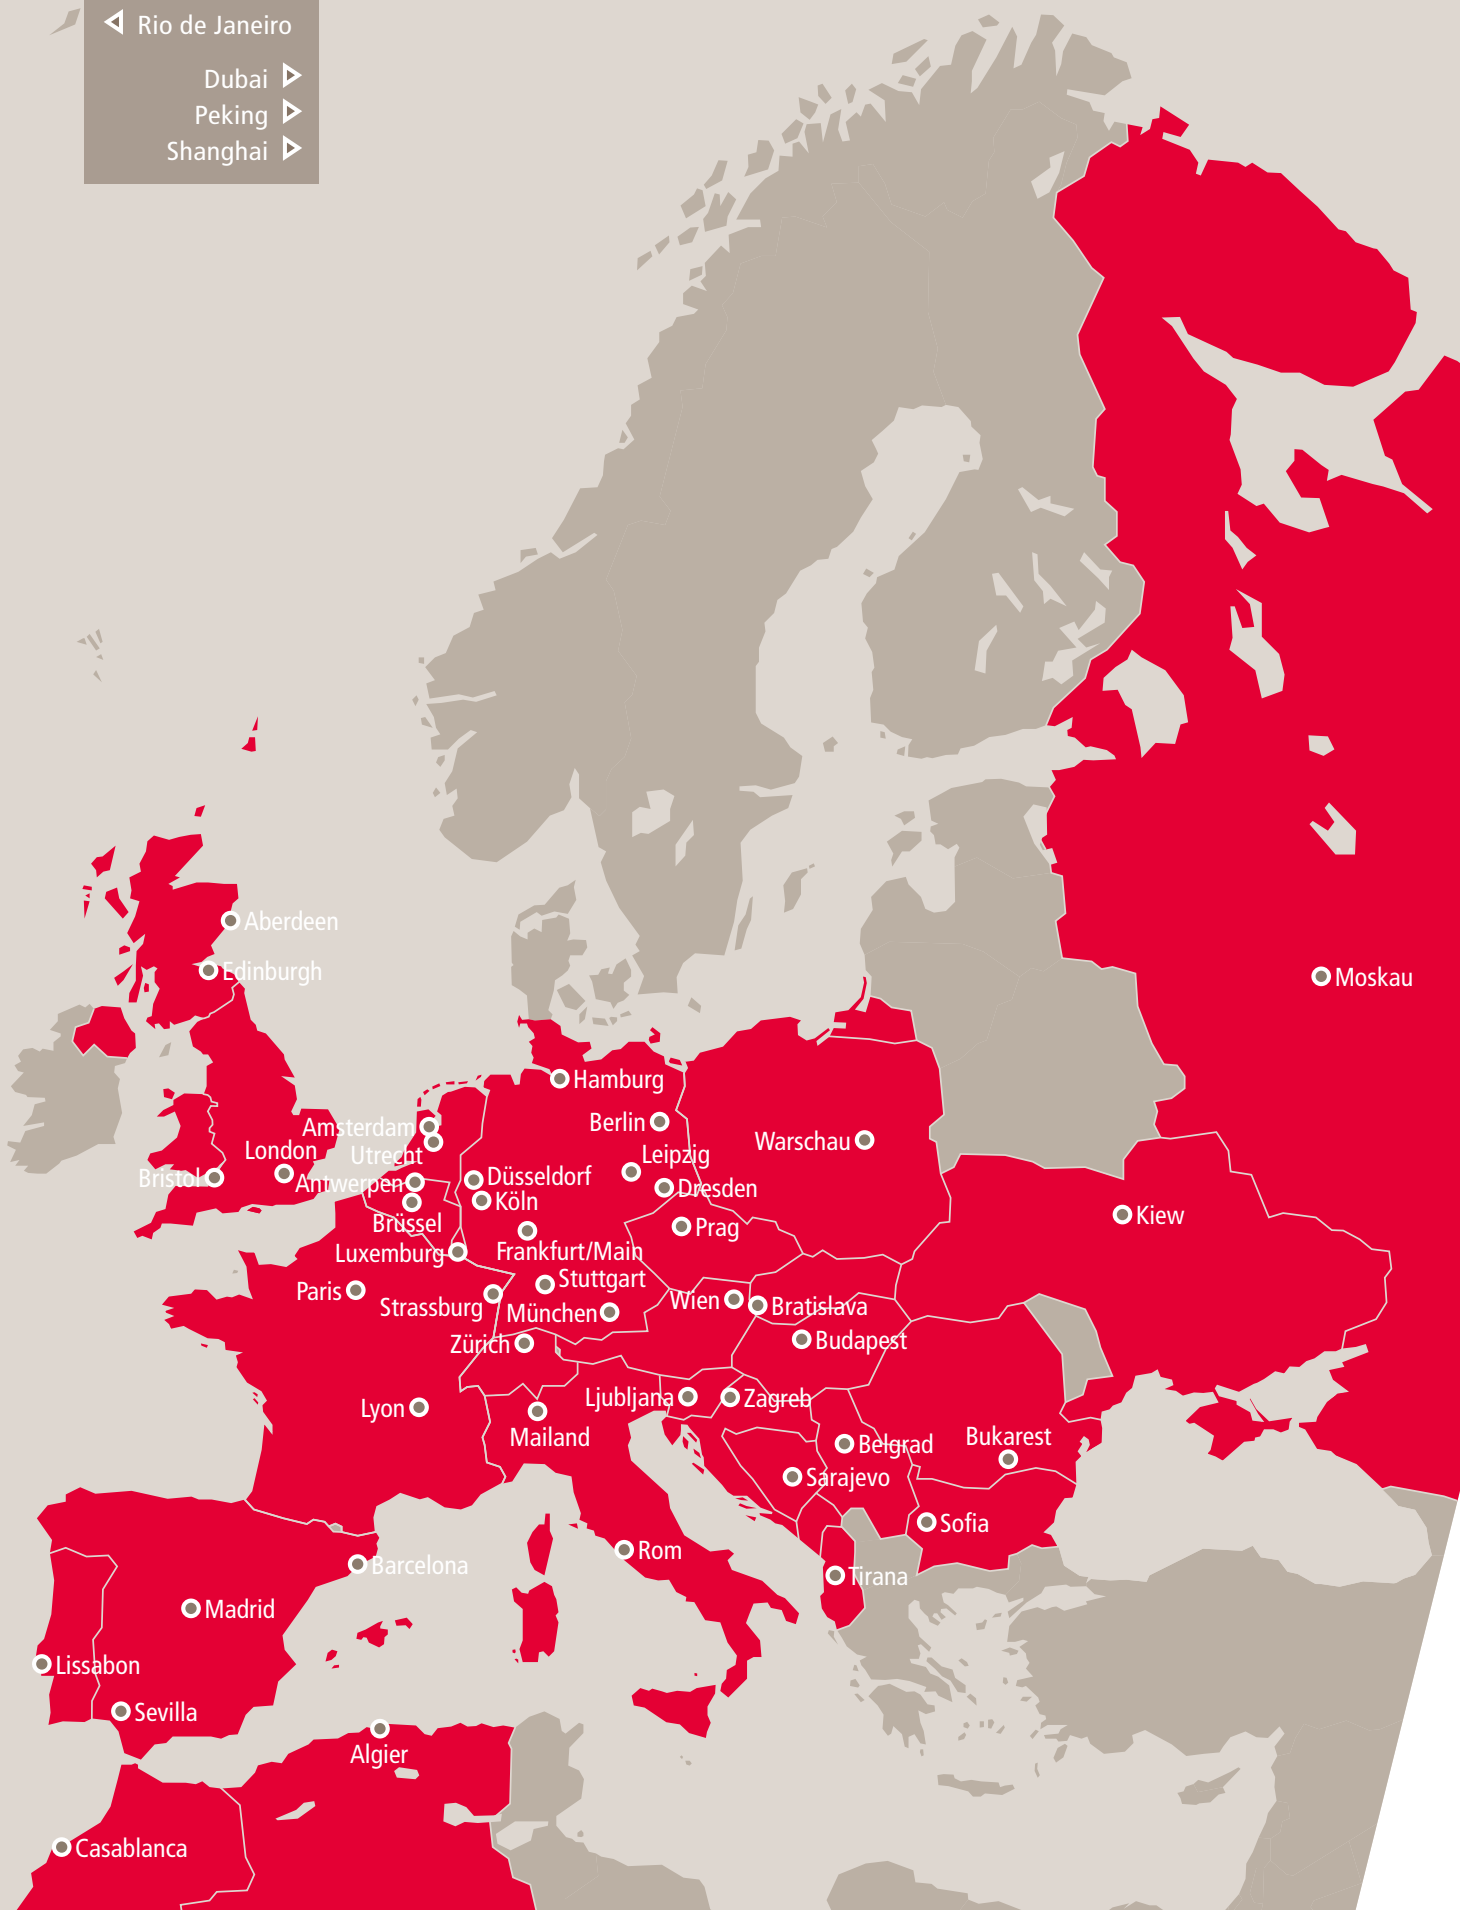 Rio de Janeiro
Dubai
Peking
Shanghai
Aberdeen
Edinburgh
Moskau
Hamburg
Berlin
Amsterdam
Utrecht
Warschau
London
Leipzig
Bristol
Antwerpen
Düsseldorf
Dresden
Köln
Brüssel
Prag
Kiew
Luxemburg
Frankfurt/Main
Stuttgart
Paris
Strassburg
München
Wien
Bratislava
Zürich
Budapest
Lyon
Ljubljana
Zagreb
Mailand
Belgrad
Bukarest
Sarajevo
Sofia
Rom
Barcelona
Tirana
Madrid
Lissabon
Sevilla
Algier
Casablanca